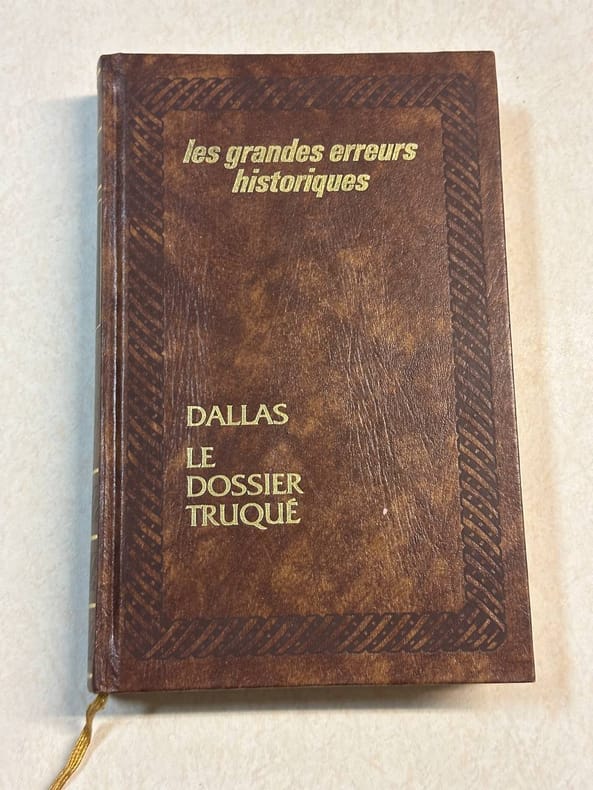 les grandes erreurs
historiques
DALLAS
LE
DOSSIER
TRUQUÉ